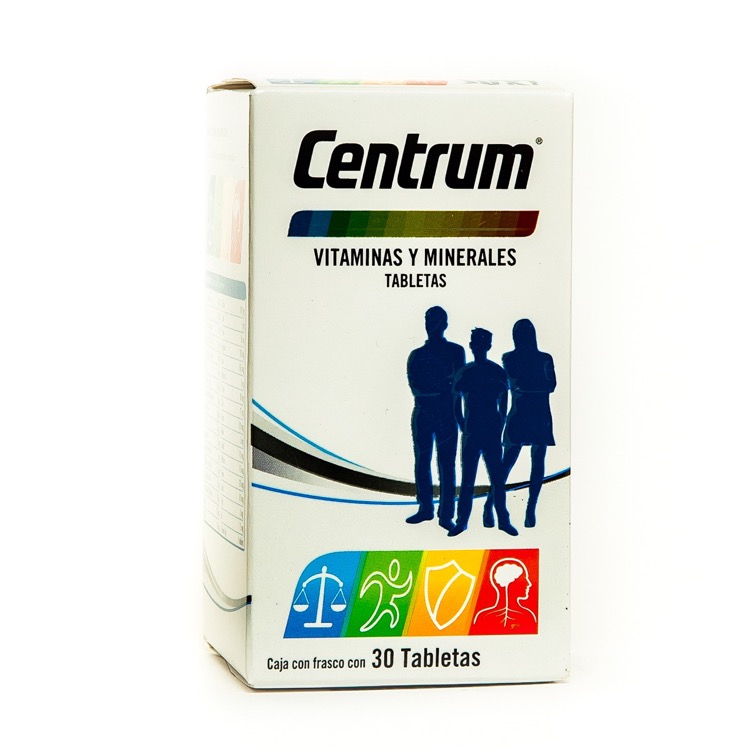 Centrum®
VITAMINAS Y MINERALES
TABLETAS
Caja con frasco con 30 Tabletas